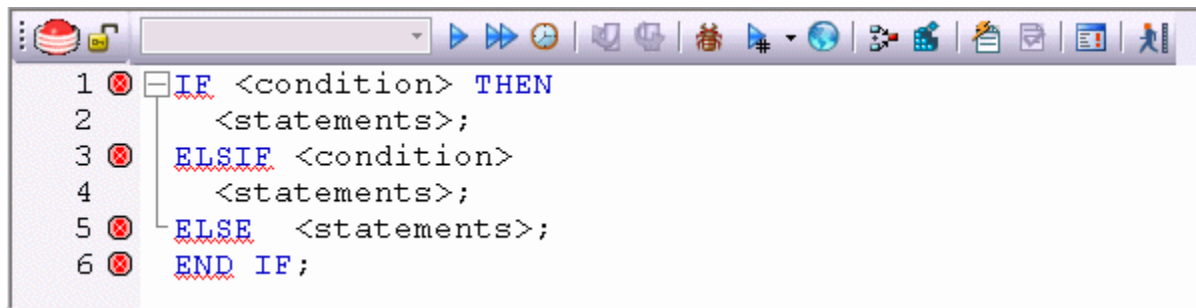 1 IF <condition> THEN
2 <statements>;
3 ELSIF <condition>
4 <statements>;
5 ELSE <statements>;
6 END IF;